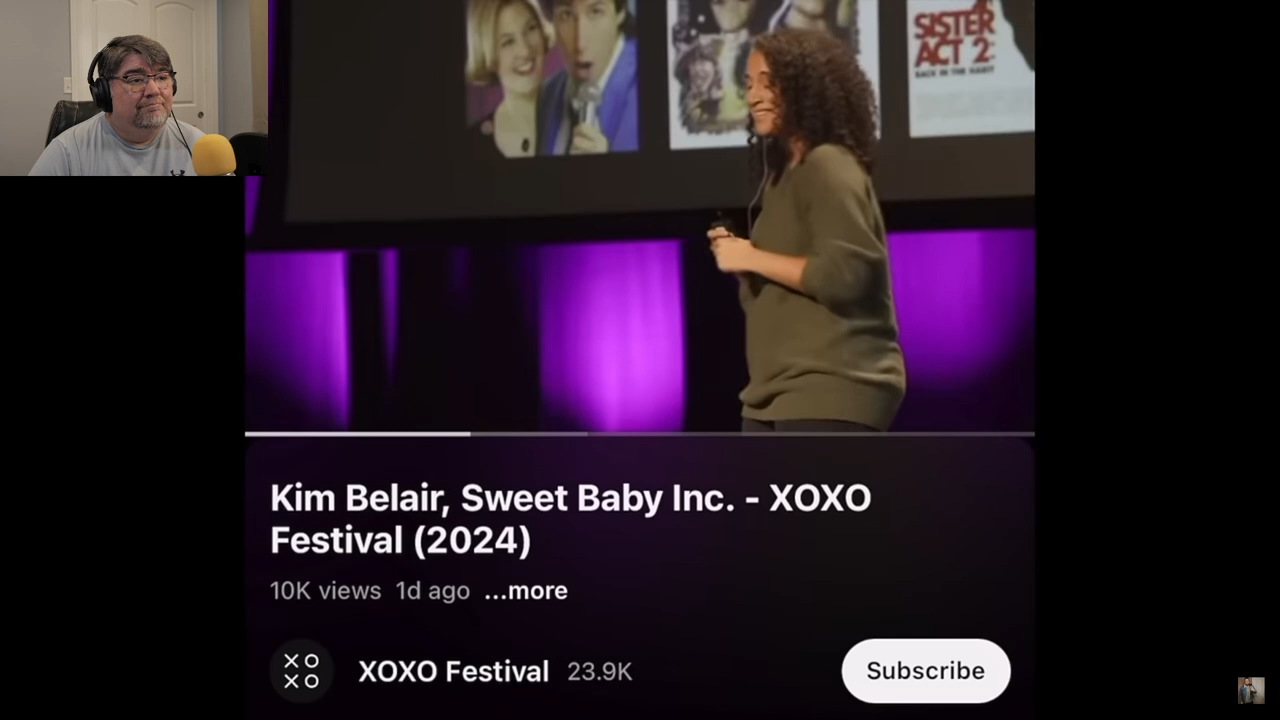 SISTER
ACT 2
BACK IN THE HABIT
Kim Belair, Sweet Baby Inc. - XOXO
Festival (2024)
10K views 1d ago ...more
XO
XO
XOXO Festival 23.9K
Subscribe